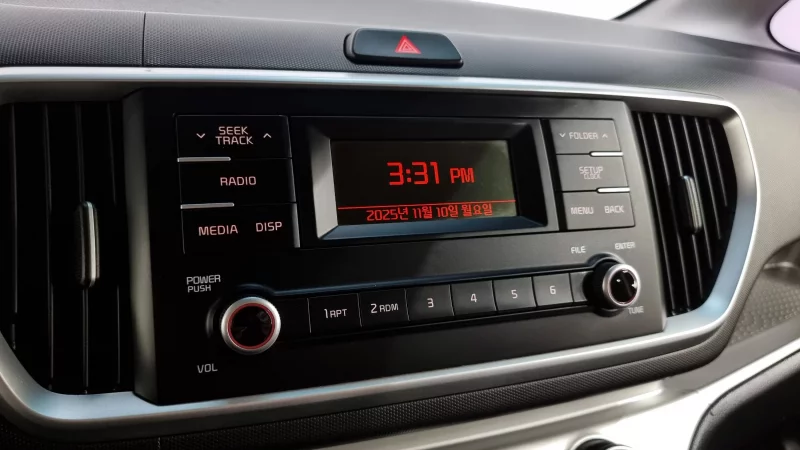 SEEK
TRACK
RADIO
MEDIA DISP
3:31 PM
2025년 11월 10일 월요일
FOLDER
SETUP
CLOCK
MENU BACK
POWER
PUSH
VOL
1 APT
2 RDM
3
4
5
6
FILE
ENTER
TUNE